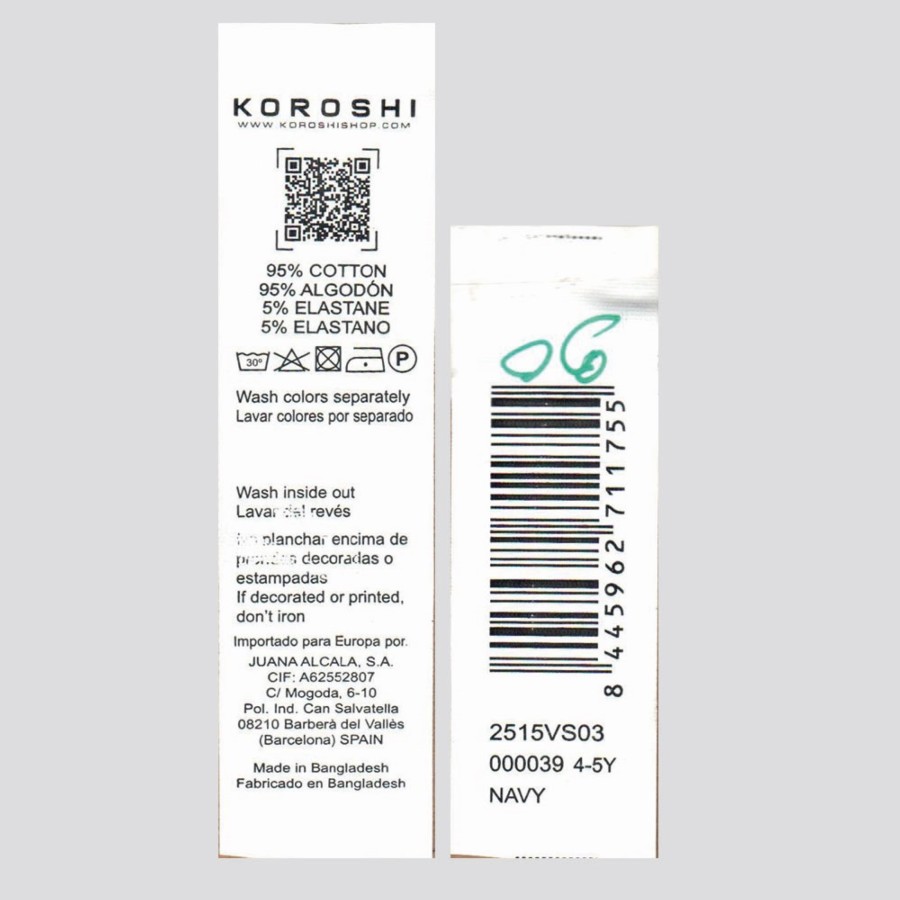 KOROSHI
WWW.KOROSHISHOP.COM
95% COTTON
95% ALGODÓN
5% ELASTANE
5% ELASTANO
30º P
Wash colors separately
Lavar colores por separado
Wash inside out
Lavar del revés
planchar encima de
prendas decoradas o
estampadas
If decorated or printed,
don't iron
Importado para Europa por.
JUANA ALCALA, S.A.
CIF: A62552807
C/ Mogoda, 6-10
Pol. Ind. Can Salvatella
08210 Barberà del Vallès
(Barcelona) SPAIN
Made in Bangladesh
Fabricado en Bangladesh
06
8 445962 711755
2515VS03
000039 4-5Y
NAVY